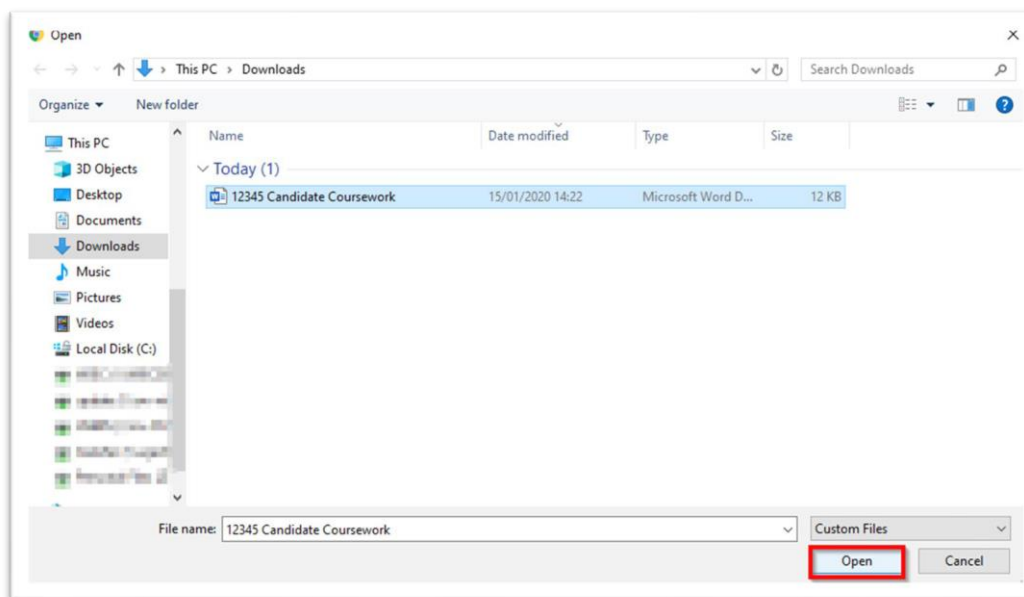 Open
This PC > Downloads
Search Downloads
Organize
New folder
Name Date modified Type Size
Today (1)
12345 Candidate Coursework 15/01/2020 14:22 Microsoft Word D... 12 KB
This PC
3D Objects
Desktop
Documents
Downloads
Music
Pictures
Videos
Local Disk (C:)
File name: 12345 Candidate Coursework
Custom Files
Open Cancel